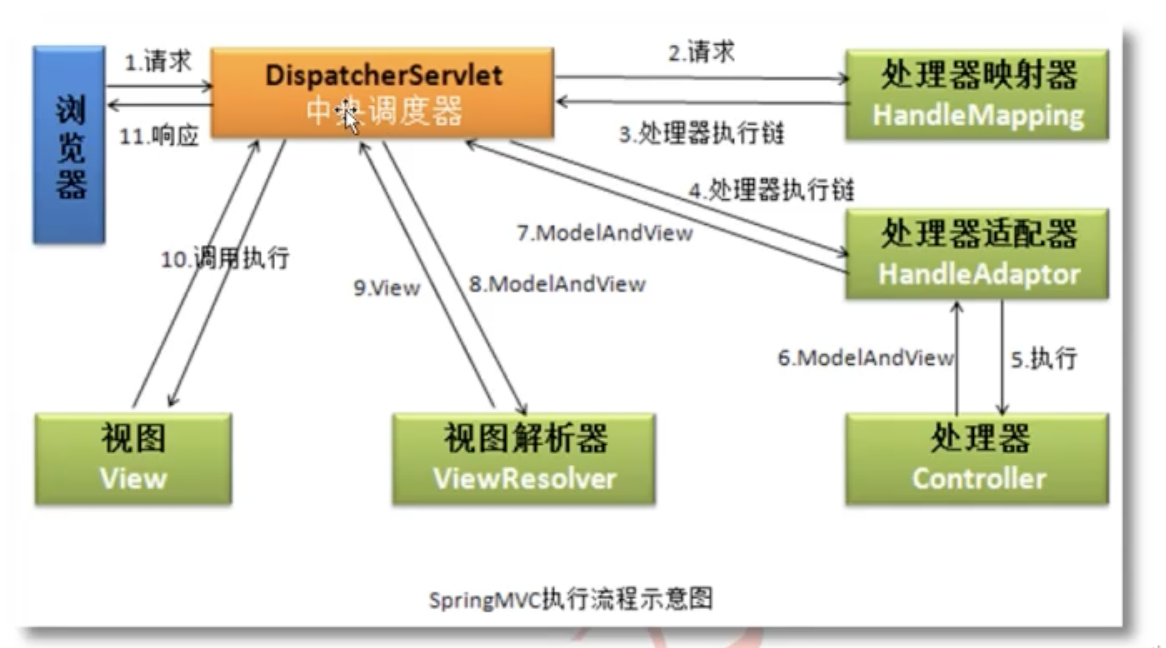 浏览器
1.请求
11.响应
DispatcherServlet
中央调度器
2.请求
3.处理器执行链
处理器映射器
HandleMapping
4.处理器执行链
7.ModelAndView
处理器适配器
HandleAdaptor
10.调用执行
9.View
8.ModelAndView
6.ModelAndView
5.执行
视图
View
视图解析器
ViewResolver
处理器
Controller
SpringMVC执行流程示意图